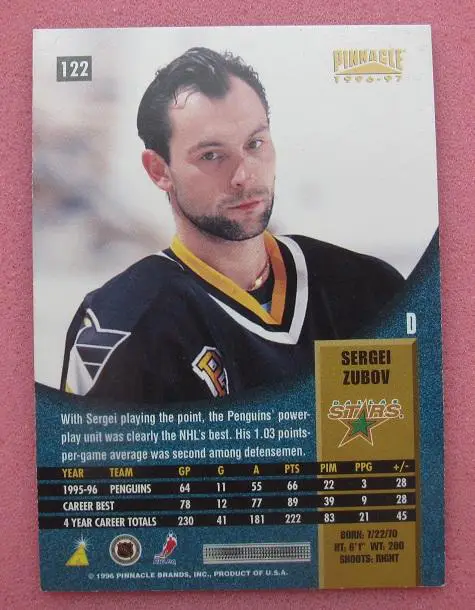 122
PINNACLE
1996-97
D
SERGEI
ZUBOV
DALLAS
STARS
With Sergei playing the point, the Penguins' power-
play unit was clearly the NHL's best. His 1.03 points-
per-game average was second among defensemen.
YEAR TEAM GP G A PTS PIM PPG +/-
1995-96 PENGUINS 64 11 55 66 22 3 28
CAREER BEST 78 12 77 89 39 9 28
4 YEAR CAREER TOTALS 230 41 181 222 83 21 45
BORN: 7/22/70
HT: 6'1" WT: 200
SHOOTS: RIGHT
NHLPA
© 1996 PINNACLE BRANDS, INC., PRODUCT OF U.S.A.